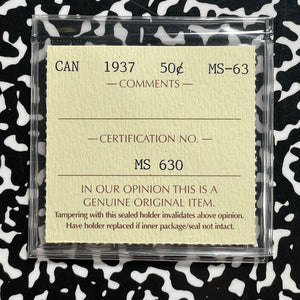 CAN 1937 50¢ MS-63
— COMMENTS —
— CERTIFICATION NO. —
MS 630
IN OUR OPINION THIS IS A
GENUINE ORIGINAL ITEM.
Tampering with this sealed holder invalidates above opinion.
Have holder replaced if inner package/seal not intact.